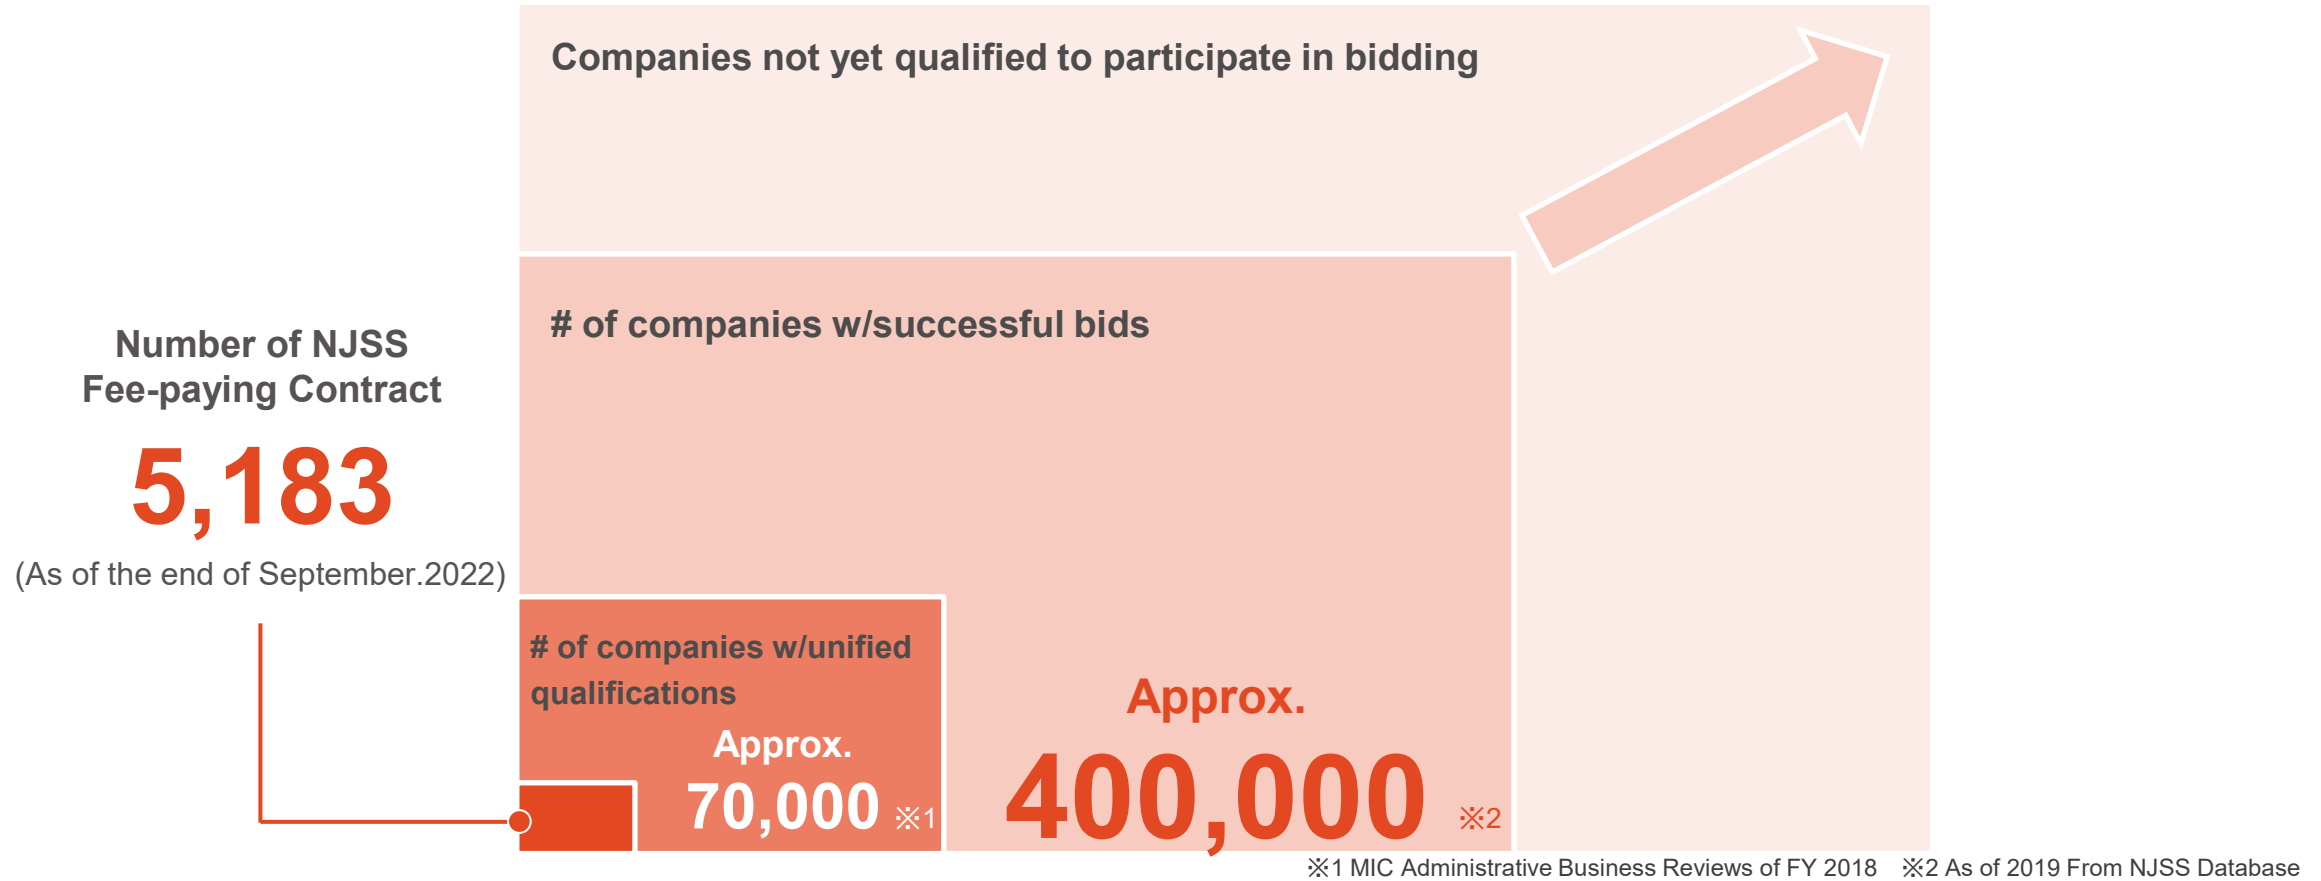 Companies not yet qualified to participate in bidding
# of companies w/successful bids
Number of NJSS
Fee-paying Contract
5,183
(As of the end of September.2022)
# of companies w/unified
qualifications
Approx.
70,000 ※1
Approx.
400,000 ※2
※1 MIC Administrative Business Reviews of FY 2018 ※2 As of 2019 From NJSS Database